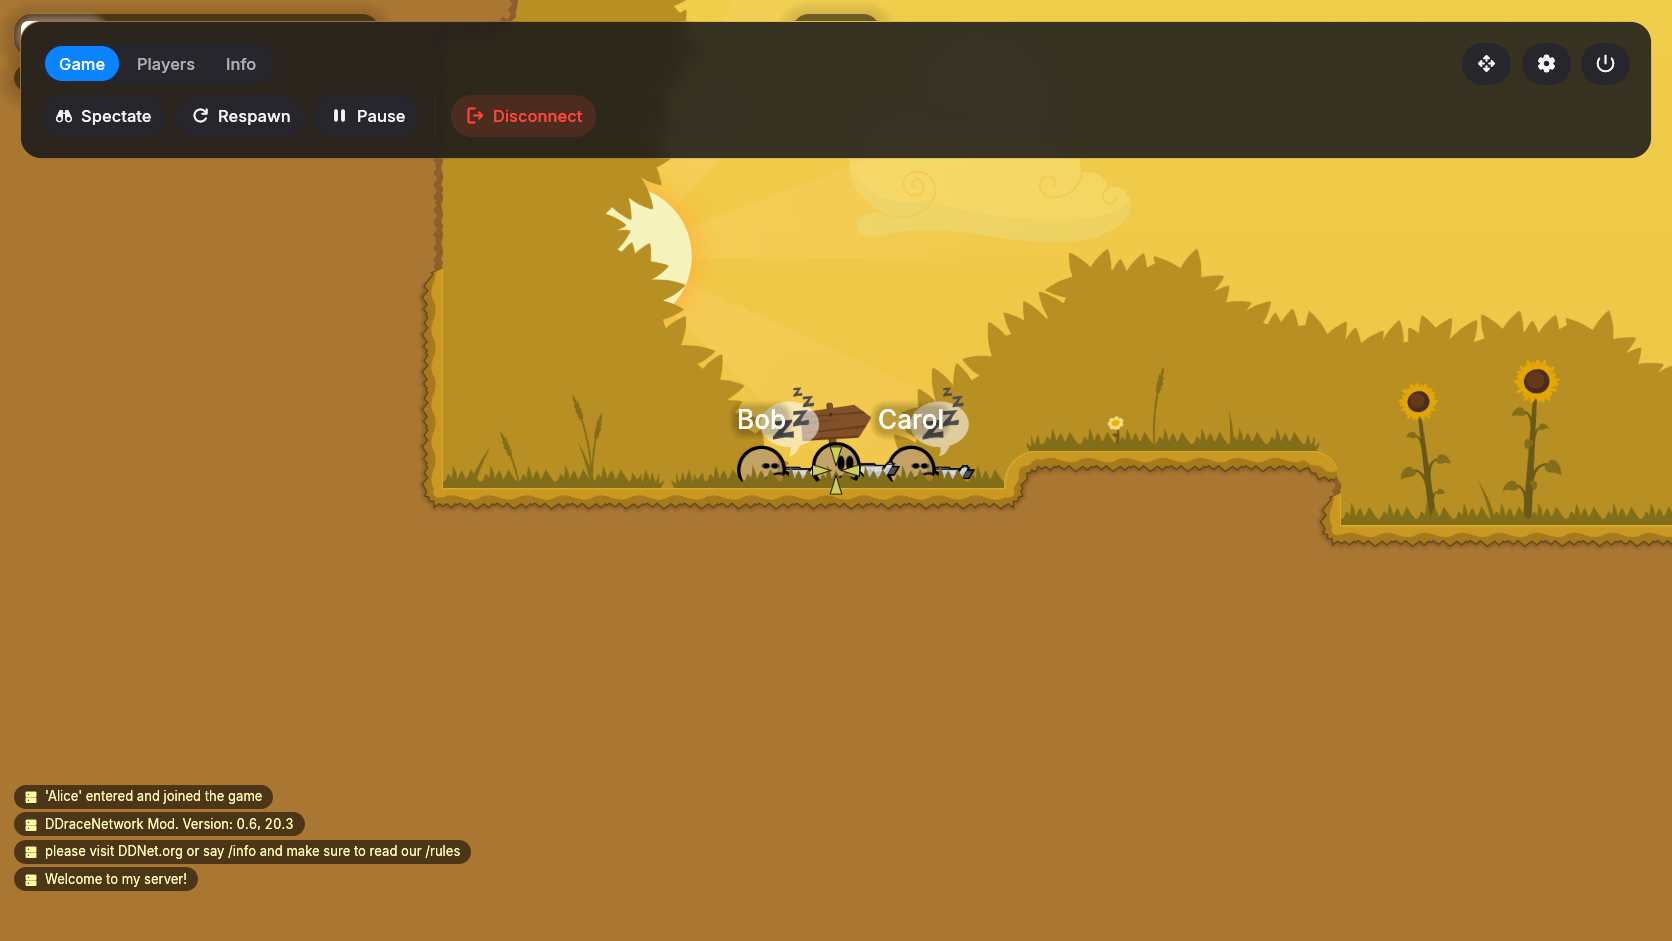 Game Players Info
Spectate Respawn Pause Disconnect
Bob Carol
'Alice' entered and joined the game
DDraceNetwork Mod. Version: 0.6, 20.3
please visit DDNet.org or say /info and make sure to read our /rules
Welcome to my server!